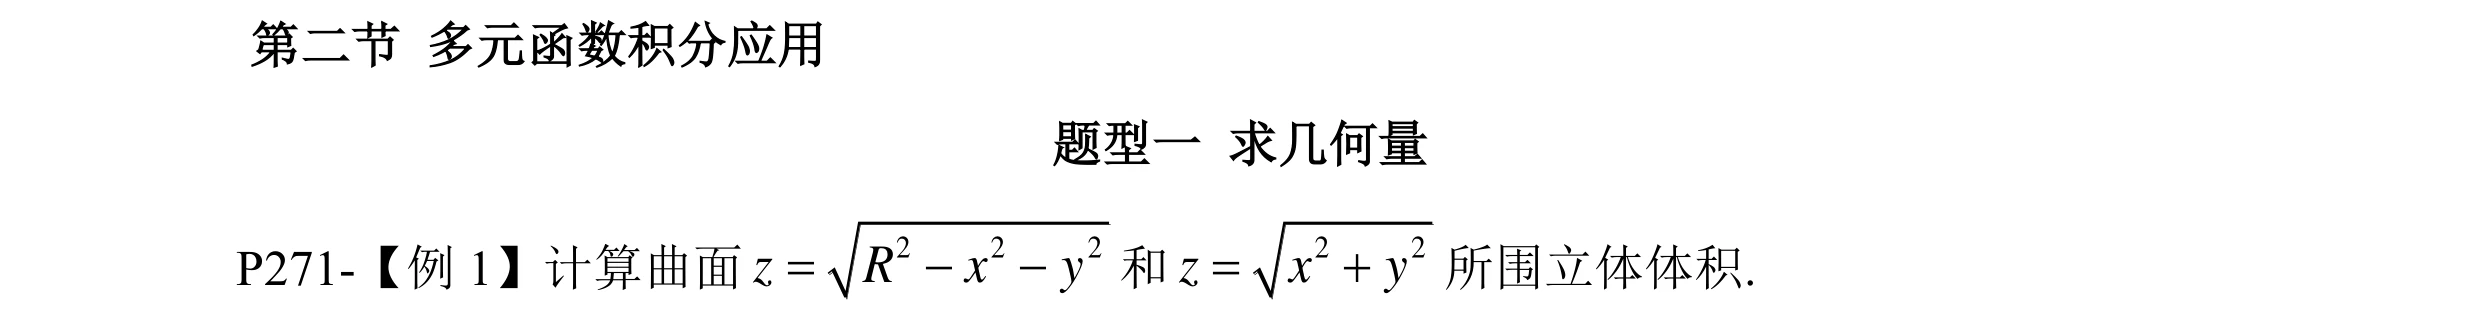 第二节 多元函数积分应用
题型一 求几何量
P271-【例 1】计算曲面 $z=\sqrt{R^2-x^2-y^2}$ 和 $z=\sqrt{x^2+y^2}$ 所围立体体积.